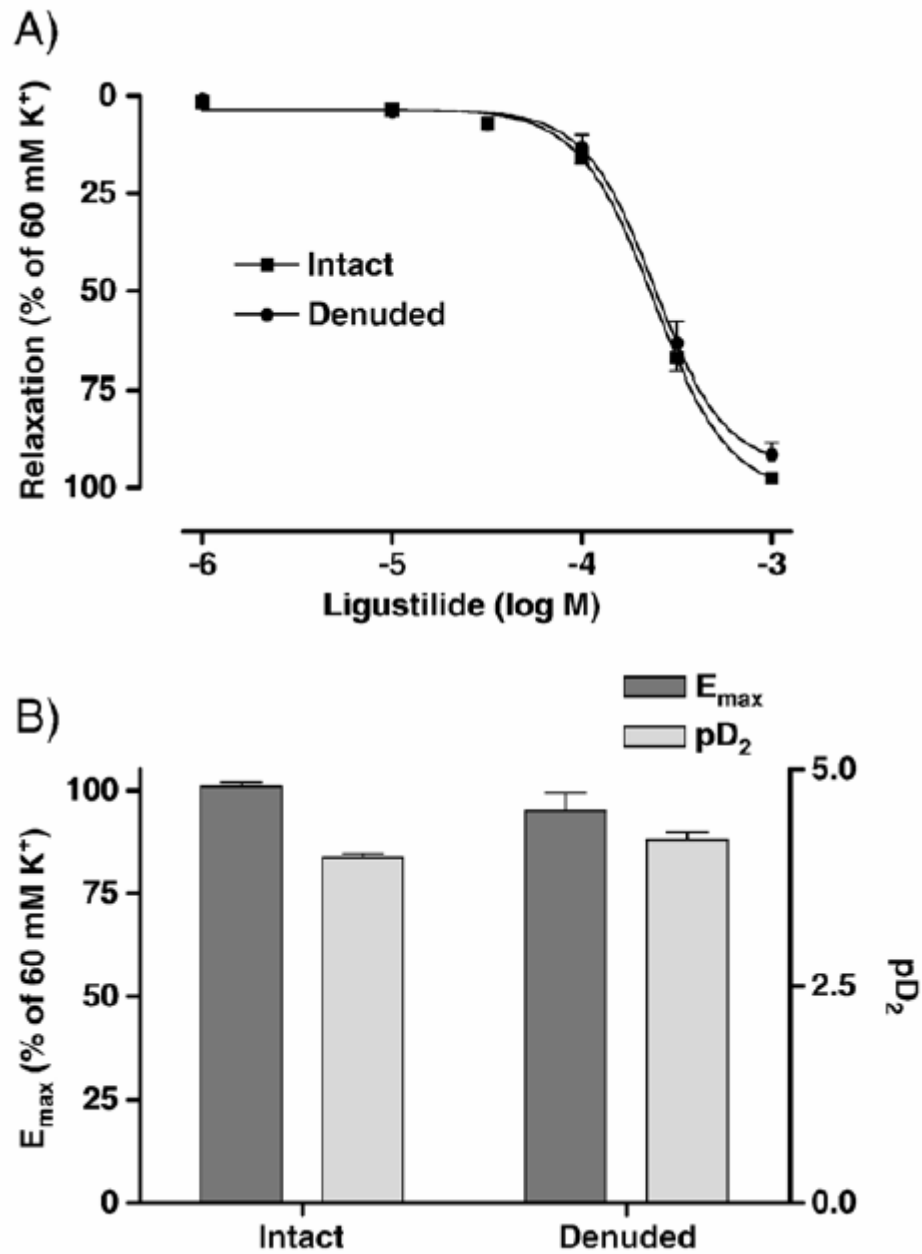 A)
Relaxation (% of 60 mM K⁺)
0
25
50
75
100
Intact
Denuded
-6 -5 -4 -3
Ligustilide (log M)
B)
Eₘₐₓ
pD₂
Eₘₐₓ (% of 60 mM K⁺)
100
75
50
25
0
5.0
2.5
0.0
pD₂
Intact Denuded